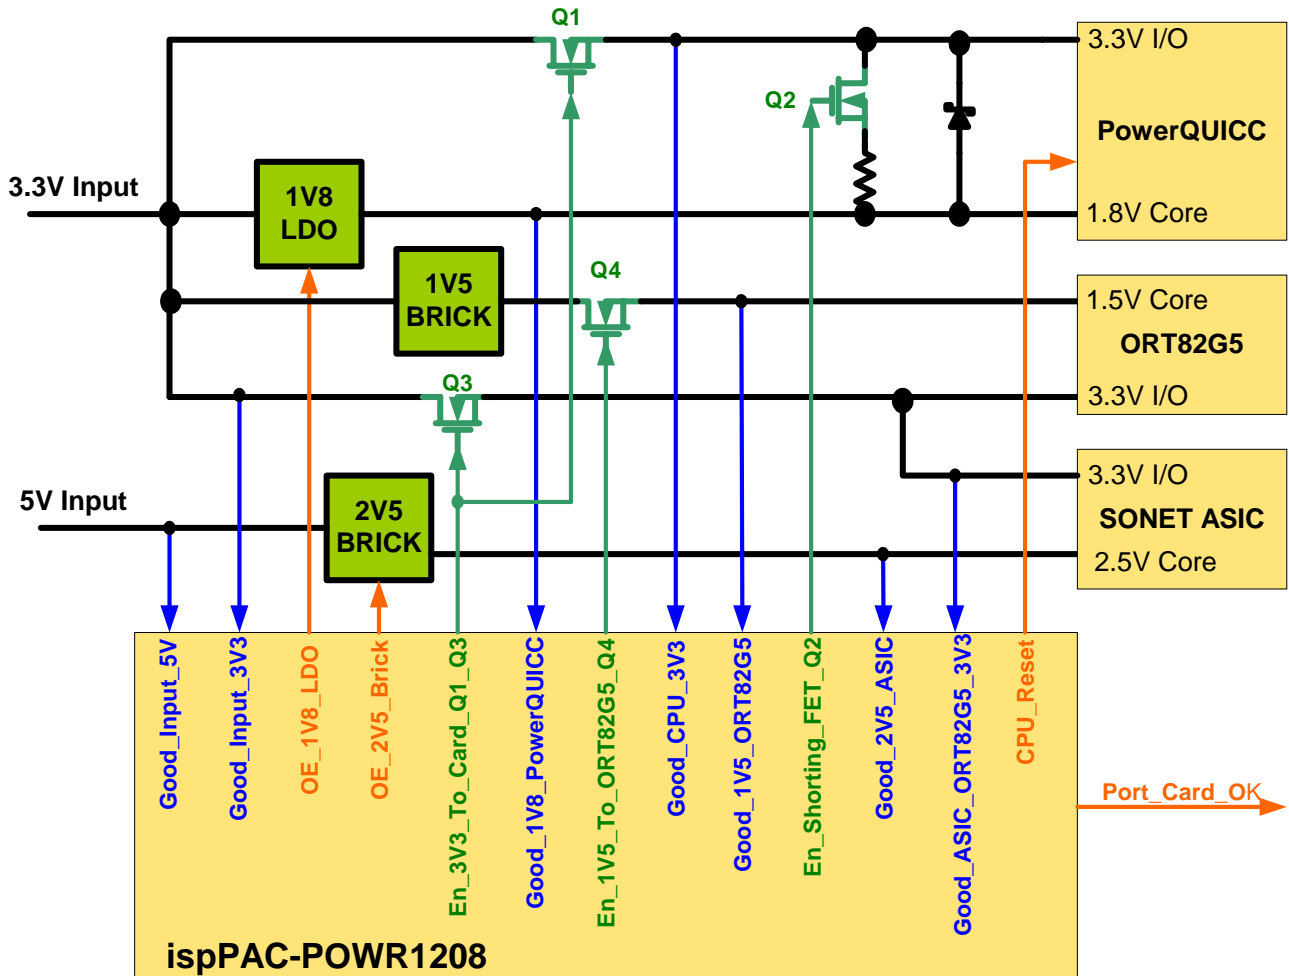 Q1
3.3V I/O
Q2
PowerQUICC
3.3V Input
1V8
LDO
1.8V Core
Q4
1V5
BRICK
1.5V Core
ORT82G5
Q3
3.3V I/O
3.3V I/O
5V Input
2V5
BRICK
SONET ASIC
2.5V Core
Good_Input_5V
Good_Input_3V3
OE_1V8_LDO
OE_2V5_Brick
En_3V3_To_Card_Q1_Q3
Good_1V8_PowerQUICC
En_1V5_To_ORT82G5_Q4
Good_CPU_3V3
Good_1V5_ORT82G5
En_Shorting_FET_Q2
Good_2V5_ASIC
Good_ASIC_ORT82G5_3V3
CPU_Reset
Port_Card_OK
ispPAC-POWR1208